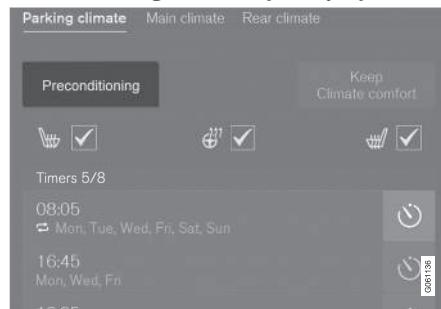 Parking climate Main climate Rear climate
Preconditioning
Keep
Climate comfort
Timers 5/8
08:05
Mon, Tue, Wed, Fri, Sat, Sun
16:45
Mon, Wed, Fri
G061136